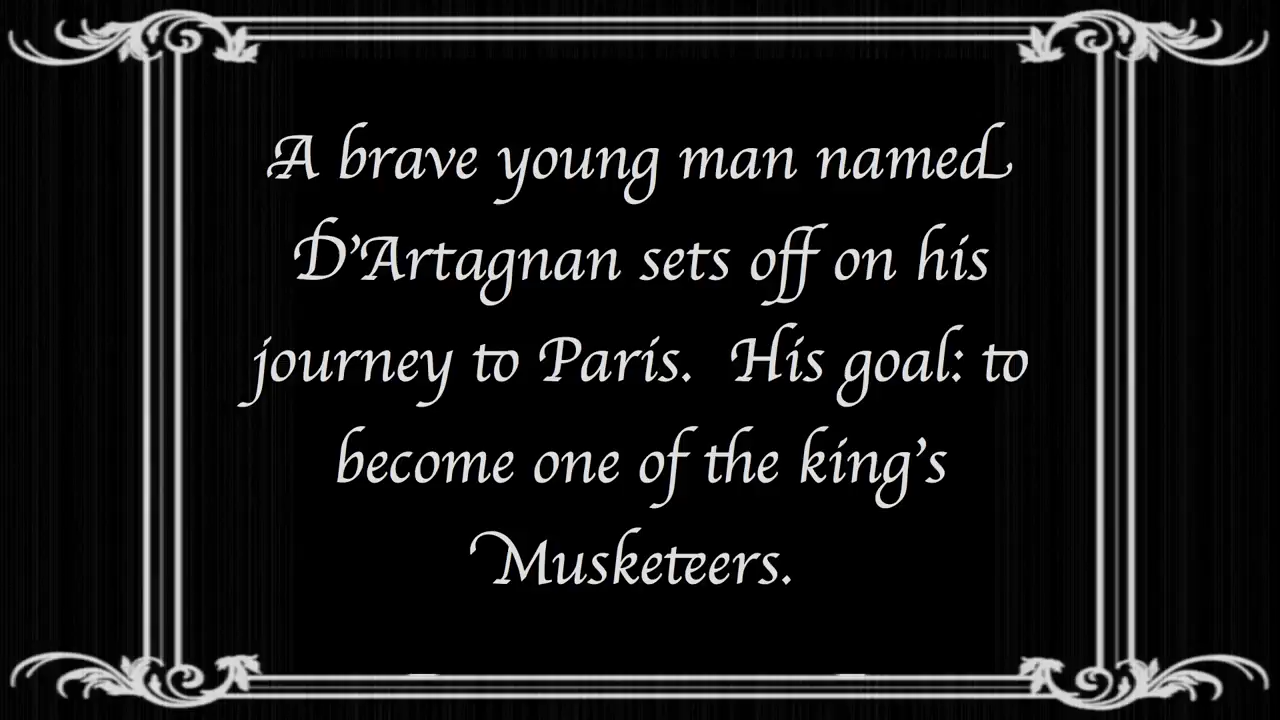 A brave young man named
D'Artagnan sets off on his
journey to Paris.  His goal: to
become one of the king's
Musketeers.